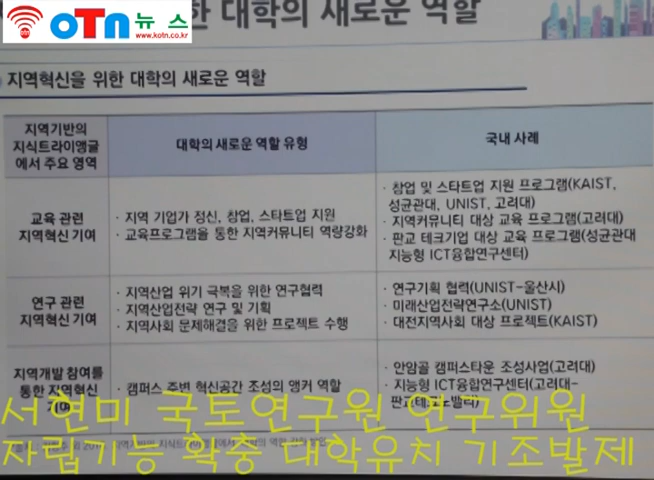 oTn뉴스
www.kotn.co.kr
대학의 새로운 역할
지역혁신을 위한 대학의 새로운 역할
지역기반의
지식트라이앵글
에서 주요 영역
대학의 새로운 역할 유형
국내 사례
교육 관련
지역혁신 기여
· 지역 기업가 정신, 창업, 스타트업 지원
· 교육프로그램을 통한 지역커뮤니티 역량강화
· 창업 및 스타트업 지원 프로그램(KAIST,
성균관대, UNIST, 고려대)
· 지역커뮤니티 대상 교육 프로그램(고려대)
· 판교 테크기업 대상 교육 프로그램(성균관대
지능형 ICT융합연구센터)
연구 관련
지역혁신 기여
· 지역산업 위기 극복을 위한 연구협력
· 지역산업전략 연구 및 기획
· 지역사회 문제해결을 위한 프로젝트 수행
· 연구기획 협력(UNIST-울산시)
· 미래산업전략연구소(UNIST)
· 대전지역사회 대상 프로젝트(KAIST)
지역개발 참여를
통한 지역혁신
기여
· 캠퍼스 주변 혁신공간 조성의 앵커 역할
· 안암골 캠퍼스타운 조성사업(고려대)
· 지능형 ICT융합연구센터(고려대-
판교테크노밸리)
서현미 국토연구원 연구위원
자립기능 확충 대학유치 기조발제